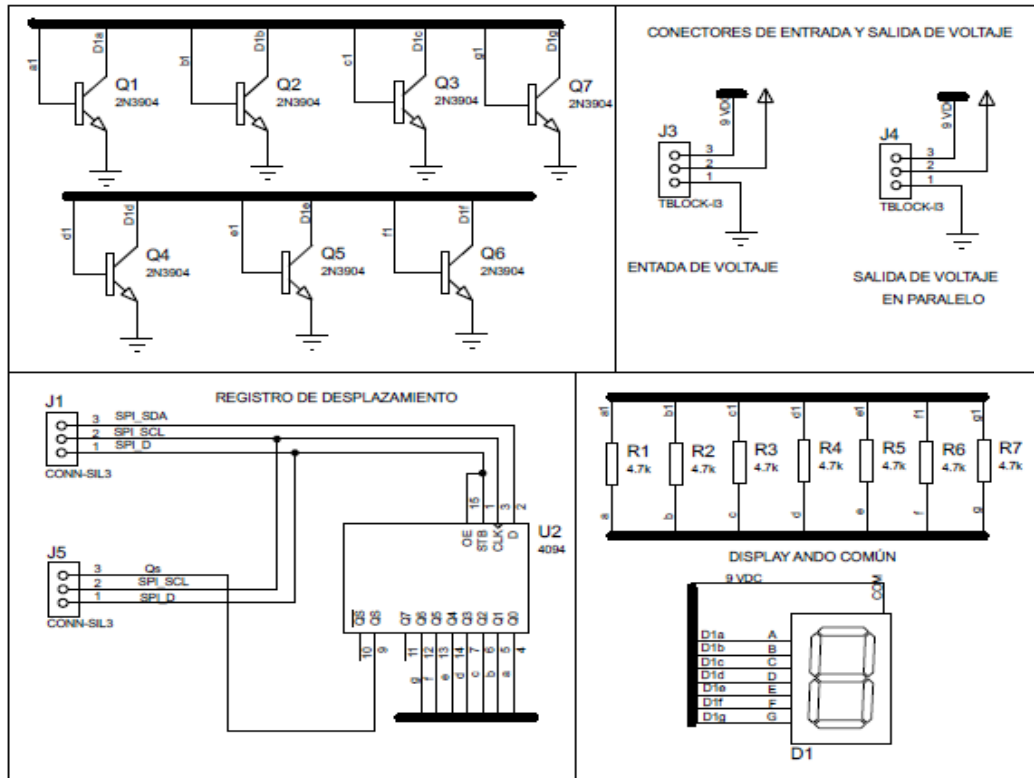 a1
D1a
Q1
2N3904
b1
D1b
Q2
2N3904
c1
D1c
Q3
2N3904
g1
D1g
Q7
2N3904
d1
D1d
Q4
2N3904
e1
D1e
Q5
2N3904
f1
D1f
Q6
2N3904
CONECTORES DE ENTRADA Y SALIDA DE VOLTAJE
9 VDC
J3
3
2
1
TBLOCK-I3
ENTADA DE VOLTAJE
9 VDC
J4
3
2
1
TBLOCK-I3
SALIDA DE VOLTAJE
EN PARALELO
REGISTRO DE DESPLAZAMIENTO
J1
3 SPI_SDA
2 SPI_SCL
1 SPI_D
CONN-SIL3
J5
3 Qs
2 SPI_SCL
1 SPI_D
CONN-SIL3
15 1 3 2
OE STB CLK D
U2
4094
QS QS Q7 Q6 Q5 Q4 Q3 Q2 Q1 Q0
10 9 11 12 13 14 7 6 5 4
g f e d c b a
a1 b1 c1 d1 e1 f1 g1
R1 R2 R3 R4 R5 R6 R7
4.7k 4.7k 4.7k 4.7k 4.7k 4.7k 4.7k
a b c d e f g
DISPLAY ANDO COMÚN
9 VDC
COM
D1a A
D1b B
D1c C
D1d D
D1e E
D1f F
D1g G
D1